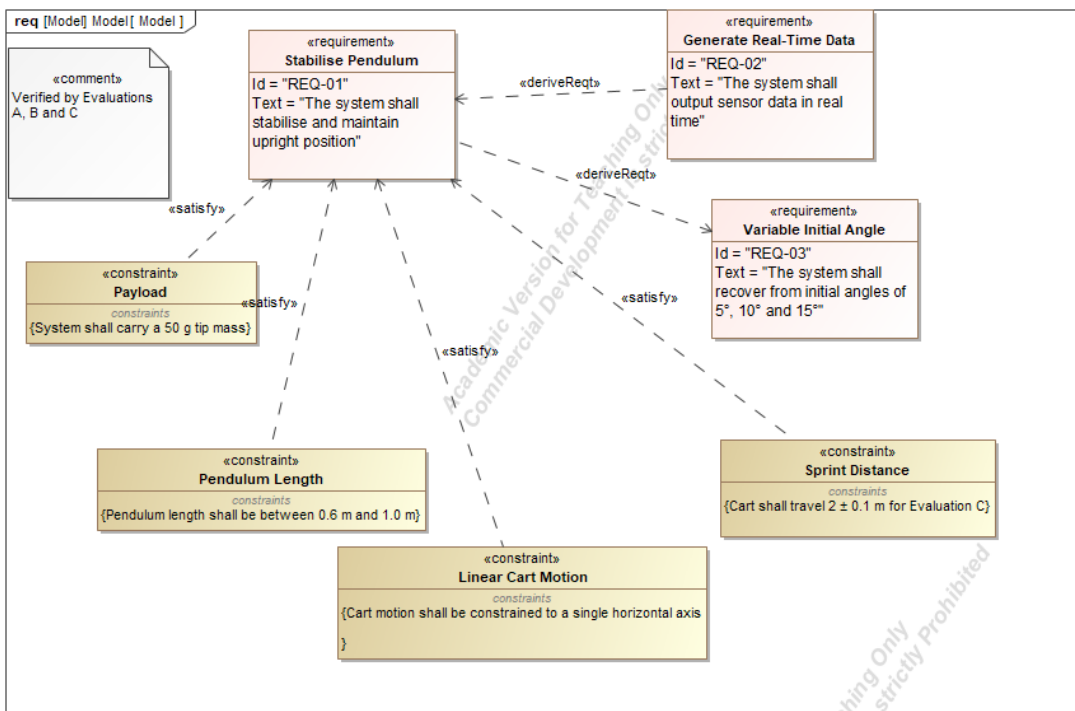 req [Model] Model[ Model ]
«comment»
Verified by Evaluations
A, B and C
«requirement»
Stabilise Pendulum
Id = "REQ-01"
Text = "The system shall
stabilise and maintain
upright position"
«requirement»
Generate Real-Time Data
Id = "REQ-02"
Text = "The system shall
output sensor data in real
time"
«deriveReqt»
«deriveReqt»
«requirement»
Variable Initial Angle
Id = "REQ-03"
Text = "The system shall
recover from initial angles of
5°, 10° and 15°"
«satisfy»
«constraint»
Payload
constraints
{System shall carry a 50 g tip mass}
«satisfy»
«satisfy»
«satisfy»
«constraint»
Pendulum Length
constraints
{Pendulum length shall be between 0.6 m and 1.0 m}
«constraint»
Sprint Distance
constraints
{Cart shall travel 2 ± 0.1 m for Evaluation C}
«constraint»
Linear Cart Motion
constraints
{Cart motion shall be constrained to a single horizontal axis
}
Academic Version for Teaching Only
Commercial Development is strictly
hing Only
strictly Prohibited